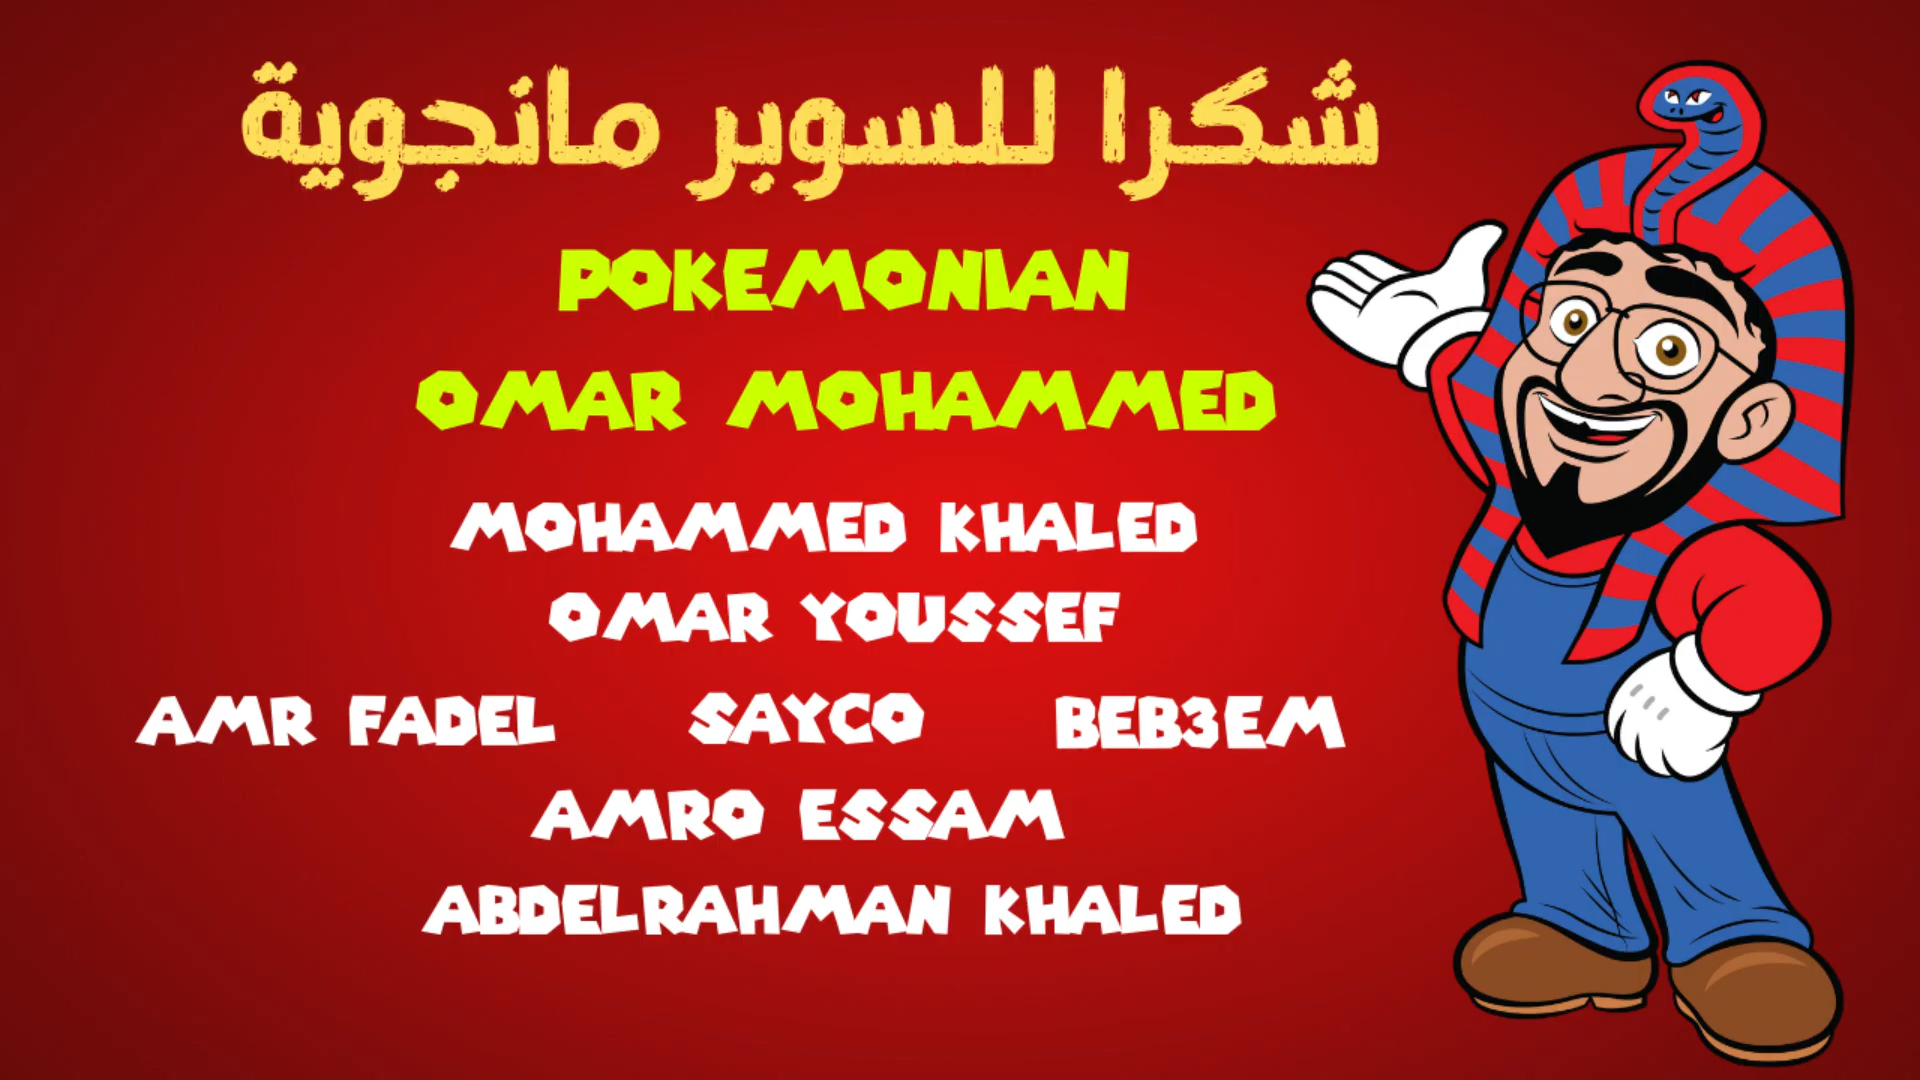 شكرا للسوبر مانجوية
POKEMONIAN
OMAR MOHAMMED
MOHAMMED KHALED
OMAR YOUSSEF
AMR FADEL SAYCO BEB3EM
AMRO ESSAM
ABDELRAHMAN KHALED